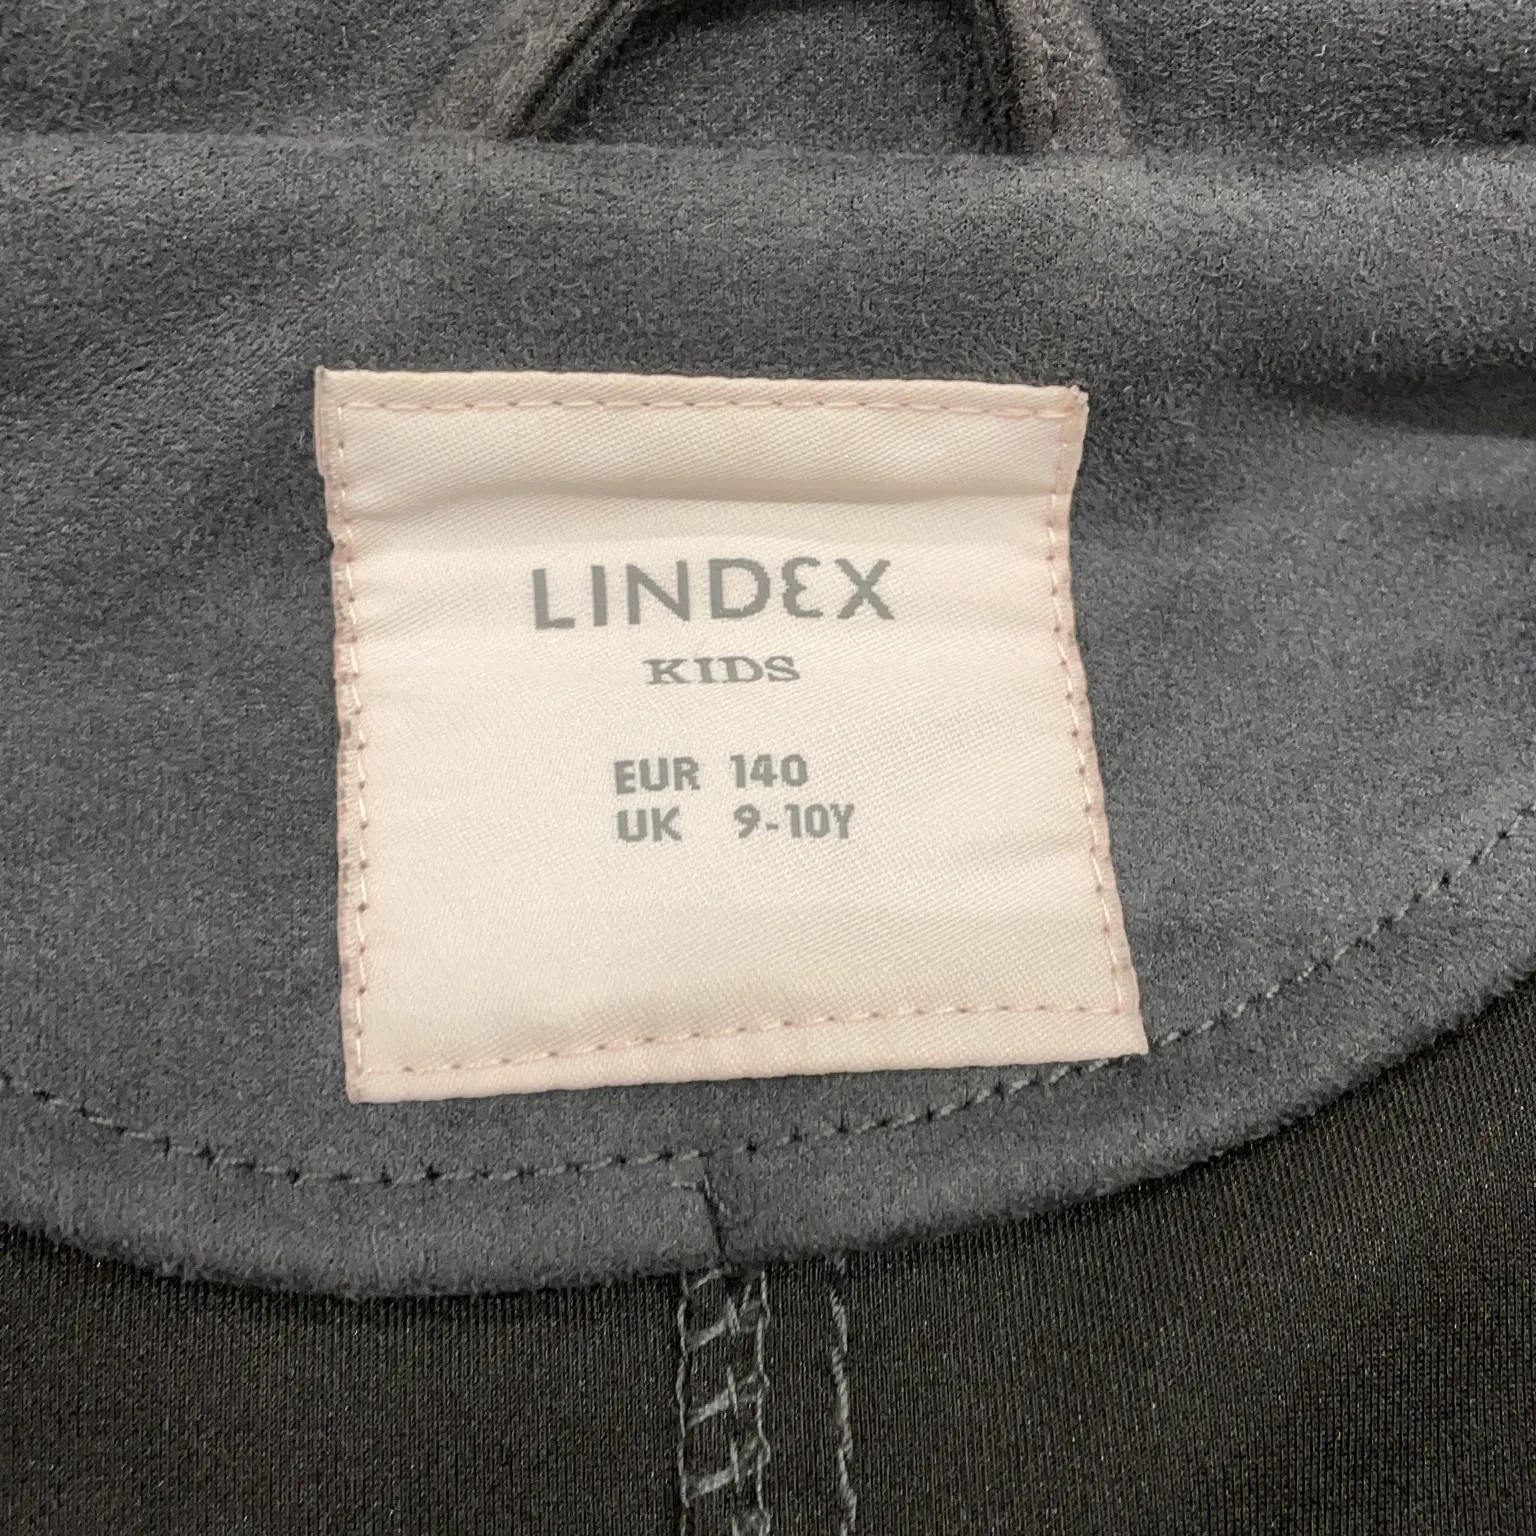 LINDEX
KIDS
EUR 140
UK 9-10Y